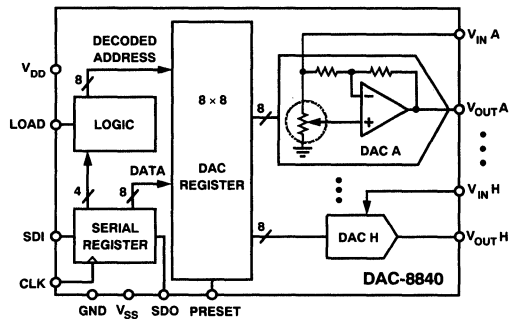 DECODED
ADDRESS
V_IN A
V_DD
8
8 × 8
8
V_OUT A
LOAD
LOGIC
DAC A
DATA
DAC
REGISTER
4
8
V_IN H
SDI
SERIAL
REGISTER
8
DAC H
V_OUT H
CLK
DAC-8840
GND
V_SS
SDO
PRESET
−
+